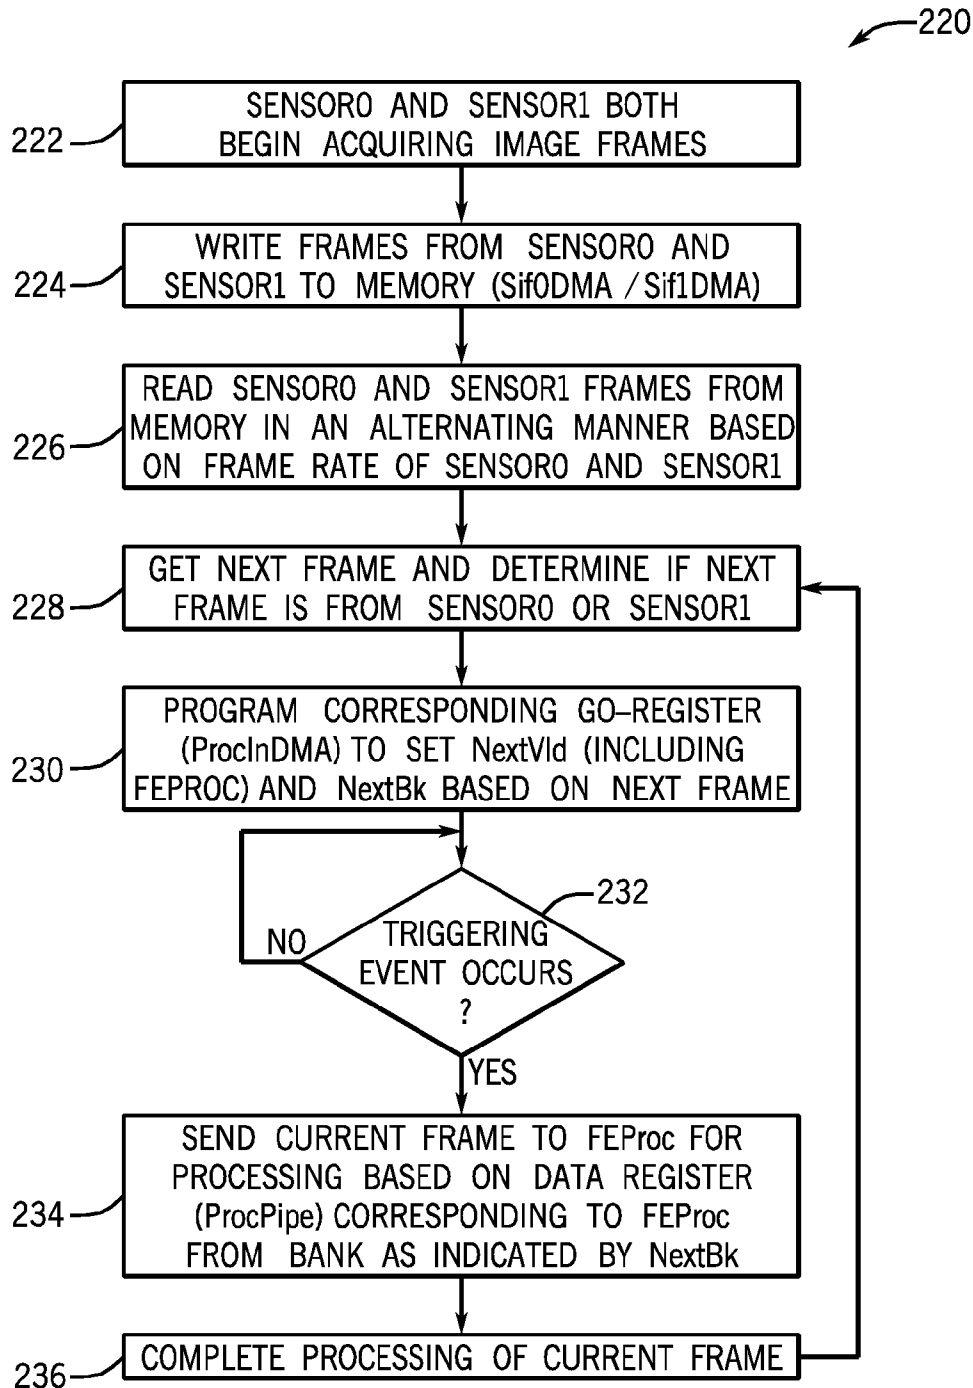 220
222
SENSOR0 AND SENSOR1 BOTH
BEGIN ACQUIRING IMAGE FRAMES
224
WRITE FRAMES FROM SENSOR0 AND
SENSOR1 TO MEMORY (Sif0DMA / Sif1DMA)
226
READ SENSOR0 AND SENSOR1 FRAMES FROM
MEMORY IN AN ALTERNATING MANNER BASED
ON FRAME RATE OF SENSOR0 AND SENSOR1
228
GET NEXT FRAME AND DETERMINE IF NEXT
FRAME IS FROM SENSOR0 OR SENSOR1
230
PROGRAM CORRESPONDING GO–REGISTER
(ProcInDMA) TO SET NextVld (INCLUDING
FEPROC) AND NextBk BASED ON NEXT FRAME
232
TRIGGERING
EVENT OCCURS
?
NO
YES
234
SEND CURRENT FRAME TO FEProc FOR
PROCESSING BASED ON DATA REGISTER
(ProcPipe) CORRESPONDING TO FEProc
FROM BANK AS INDICATED BY NextBk
236
COMPLETE PROCESSING OF CURRENT FRAME